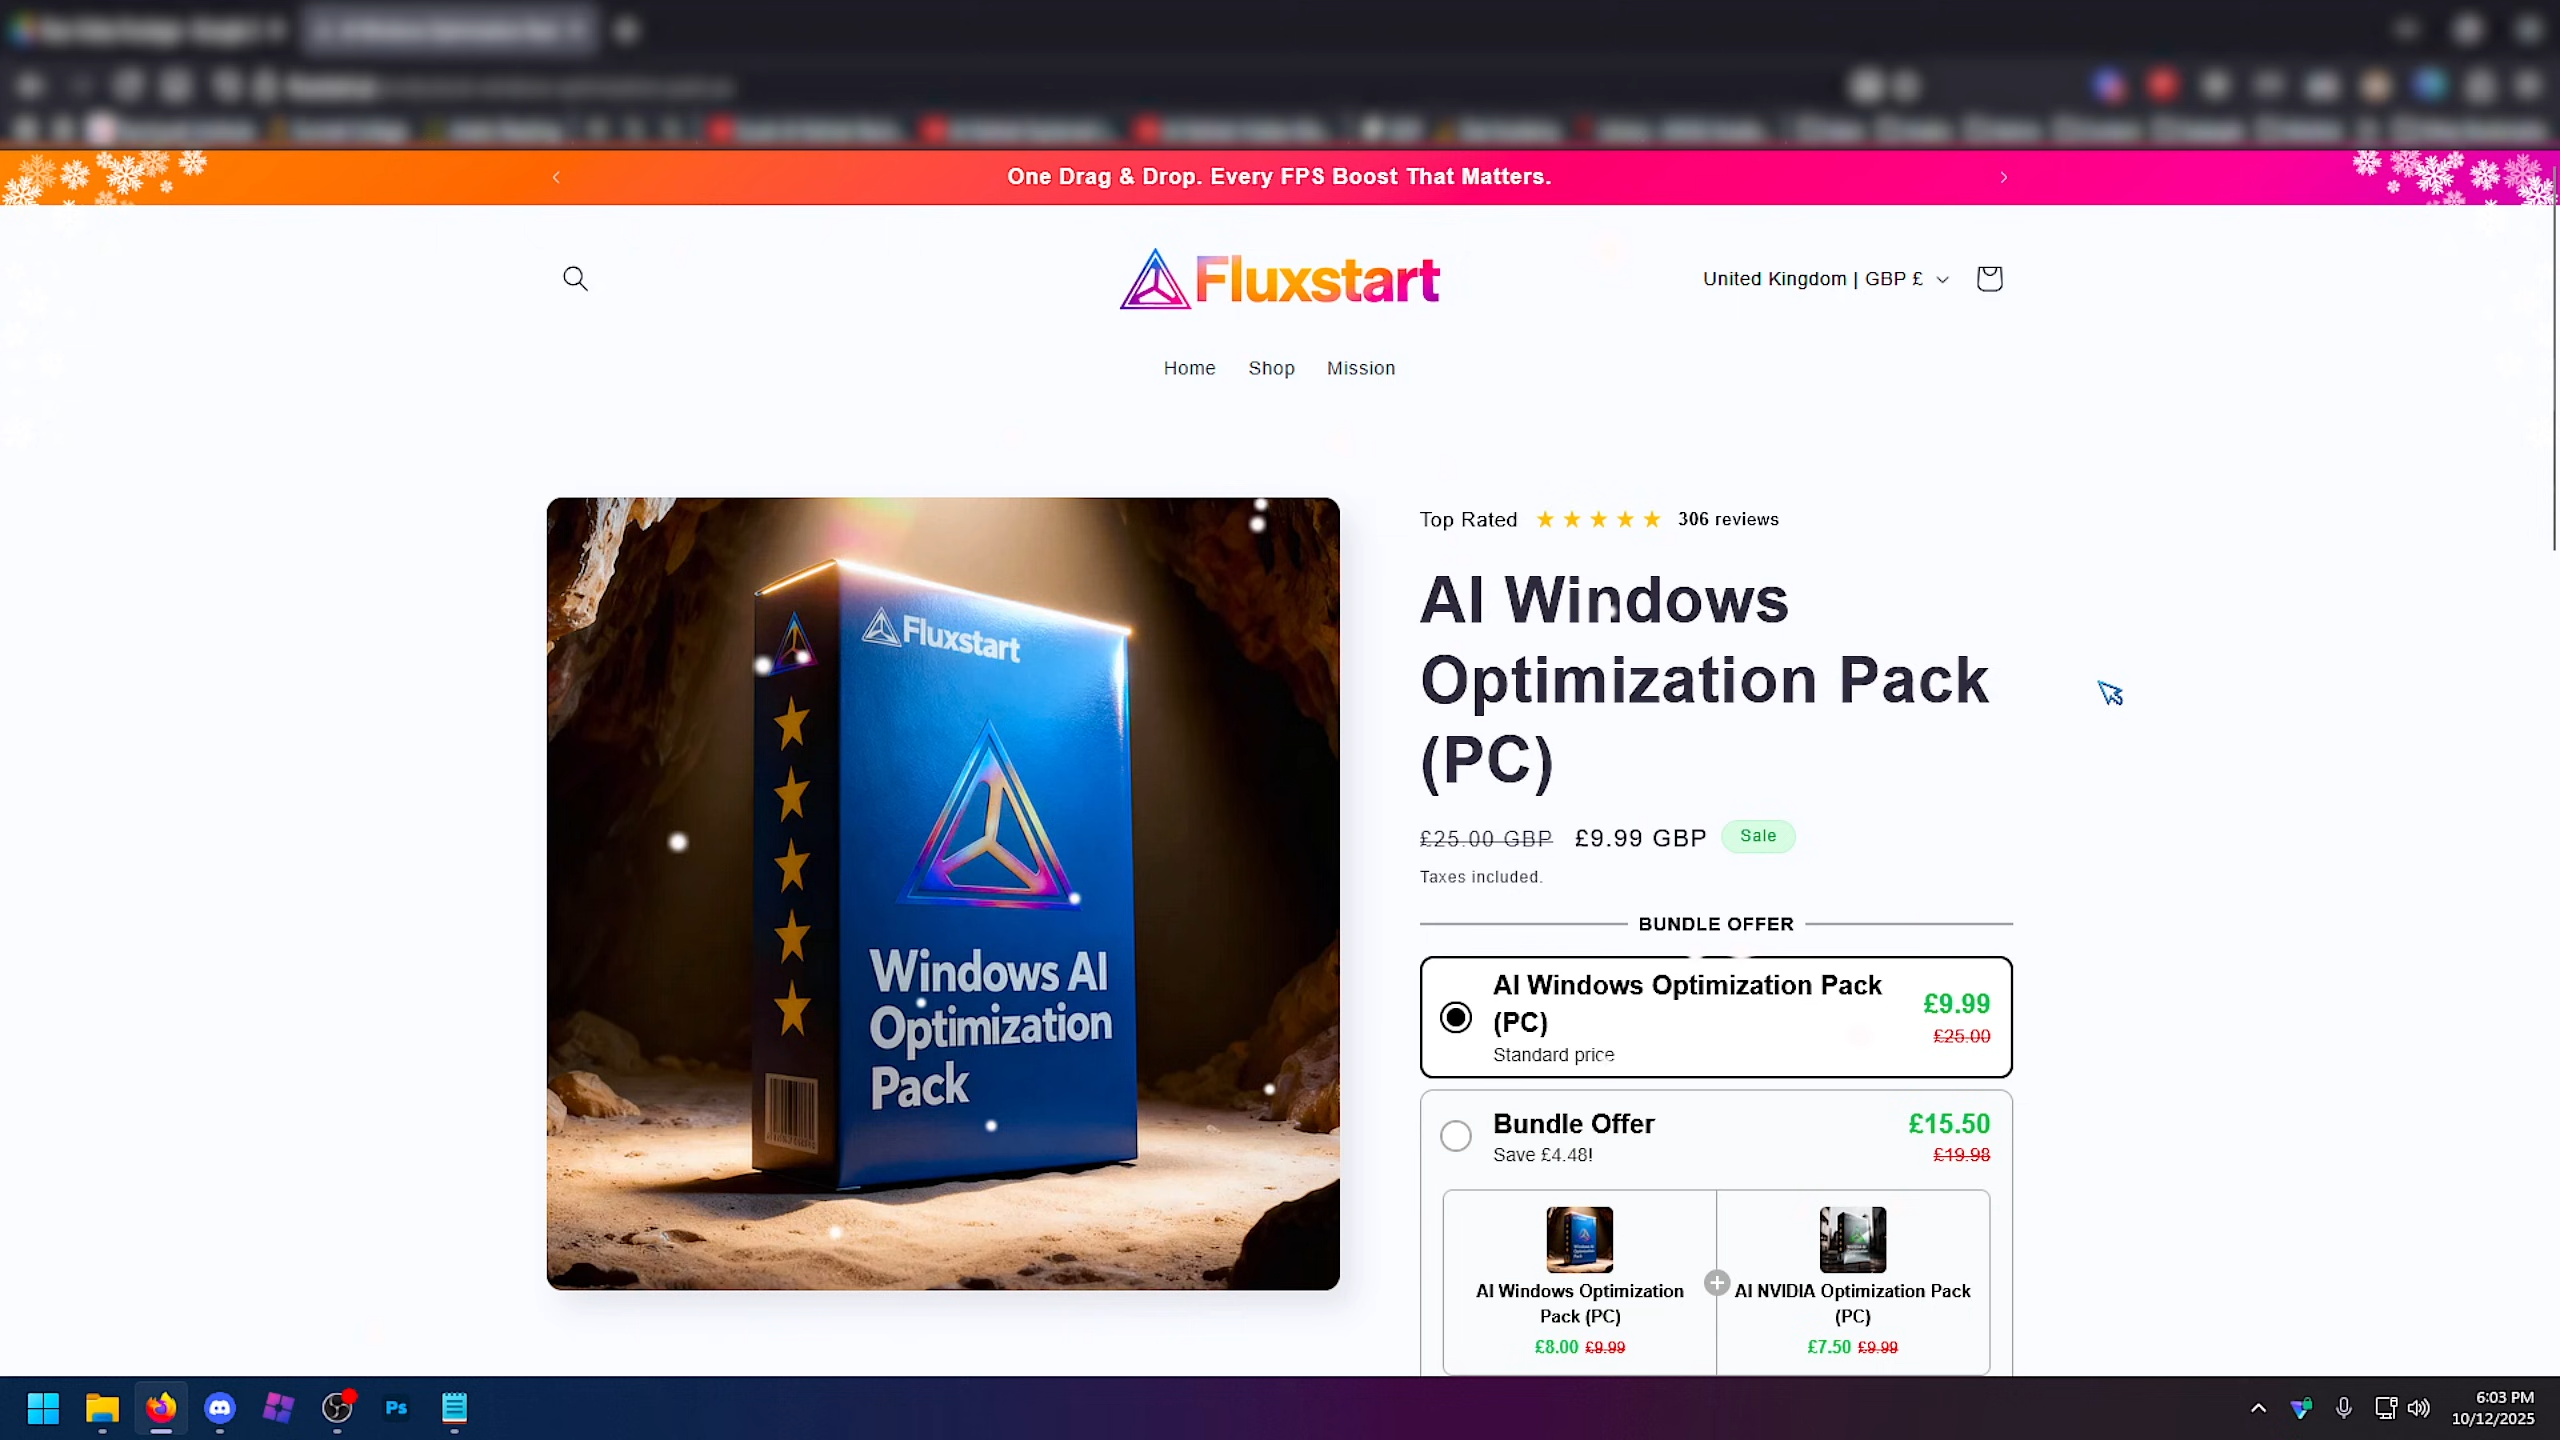 One Drag & Drop. Every FPS Boost That Matters.
Fluxstart
United Kingdom | GBP £
Home Shop Mission
Fluxstart
Windows AI
Optimization
Pack
Top Rated ★★★★★ 306 reviews
AI Windows
Optimization Pack
(PC)
£25.00 GBP £9.99 GBP Sale
Taxes included.
BUNDLE OFFER
AI Windows Optimization Pack
(PC)
Standard price
£9.99
£25.00
Bundle Offer
Save £4.48!
£15.50
£19.98
AI Windows Optimization
Pack (PC)
£8.00 £9.99
AI NVIDIA Optimization Pack
(PC)
£7.50 £9.99
Ps
6:03 PM
10/12/2025